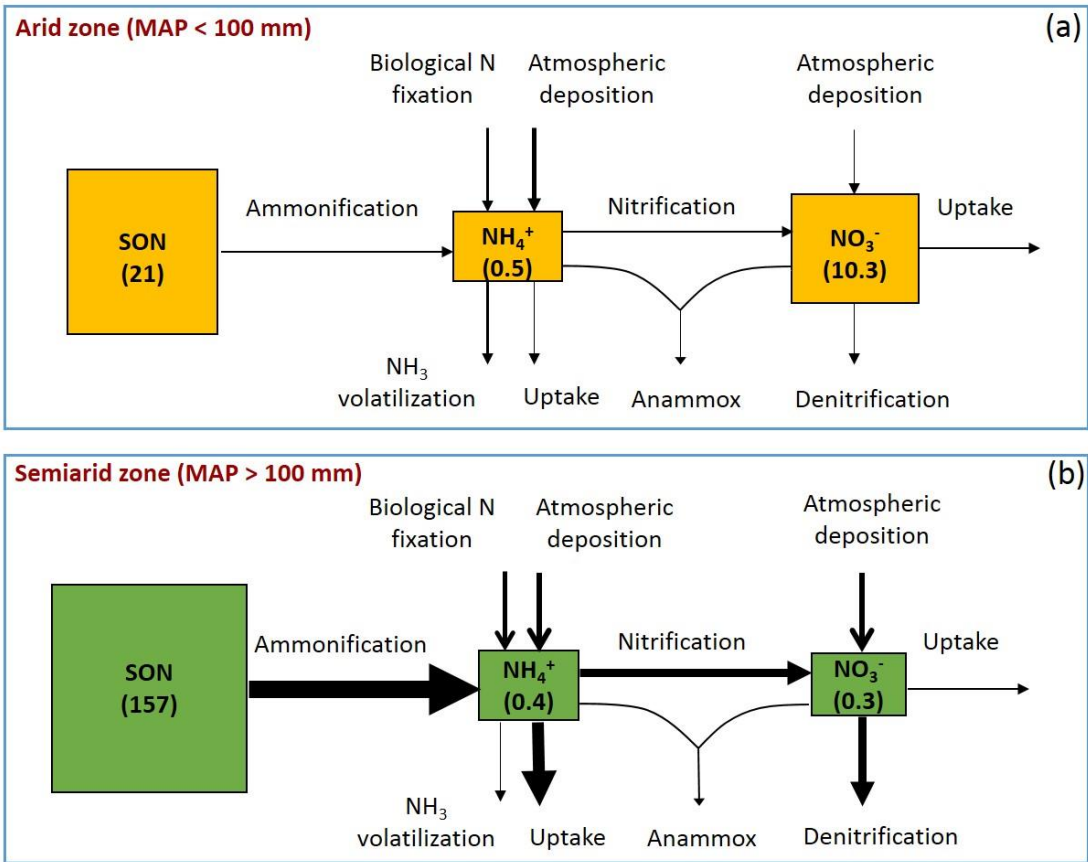 Arid zone (MAP < 100 mm)
(a)
Biological N
fixation
Atmospheric
deposition
Atmospheric
deposition
SON
(21)
Ammonification
NH₄⁺
(0.5)
Nitrification
NO₃⁻
(10.3)
Uptake
NH₃
volatilization
Uptake
Anammox
Denitrification
Semiarid zone (MAP > 100 mm)
(b)
Biological N
fixation
Atmospheric
deposition
Atmospheric
deposition
SON
(157)
Ammonification
NH₄⁺
(0.4)
Nitrification
NO₃⁻
(0.3)
Uptake
NH₃
volatilization
Uptake
Anammox
Denitrification